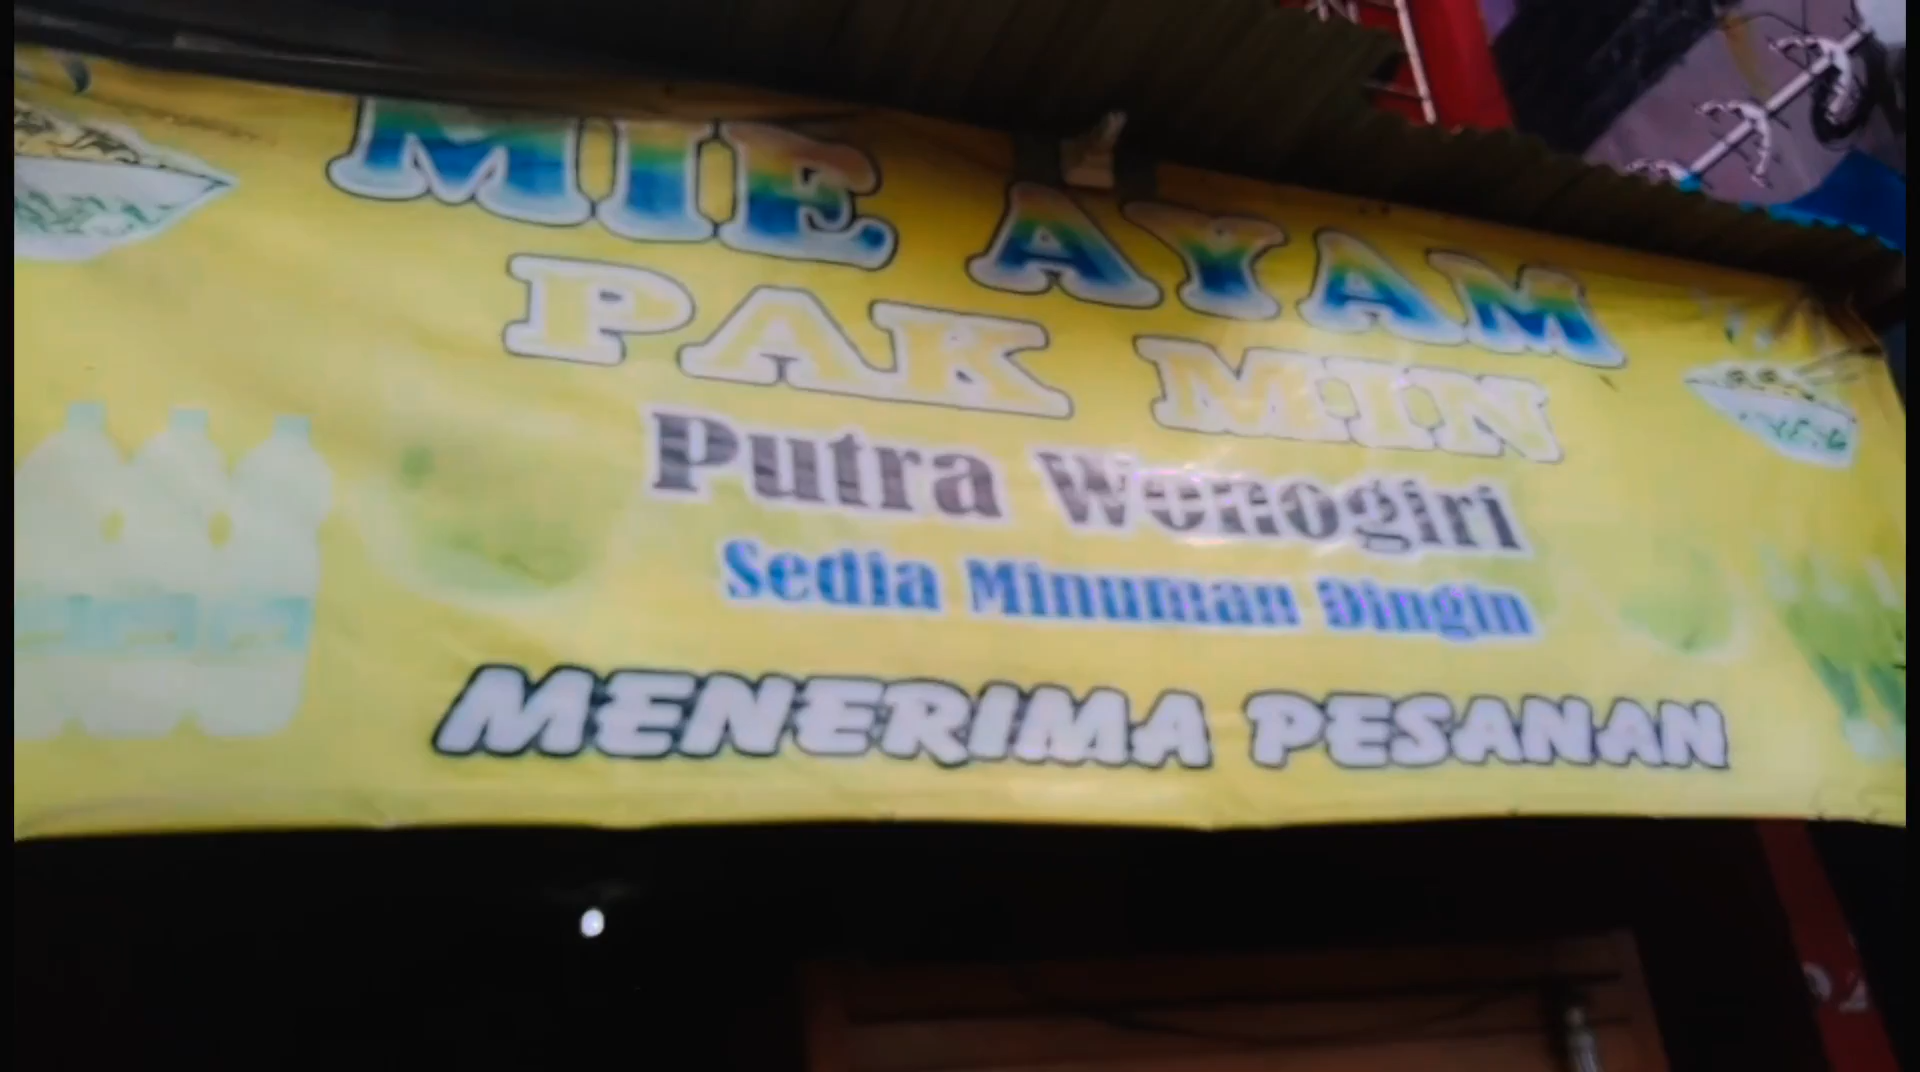 MIE AYAM
PAK MIN
Putra Wonogiri
Sedia Minuman Dingin
MENERIMA PESANAN